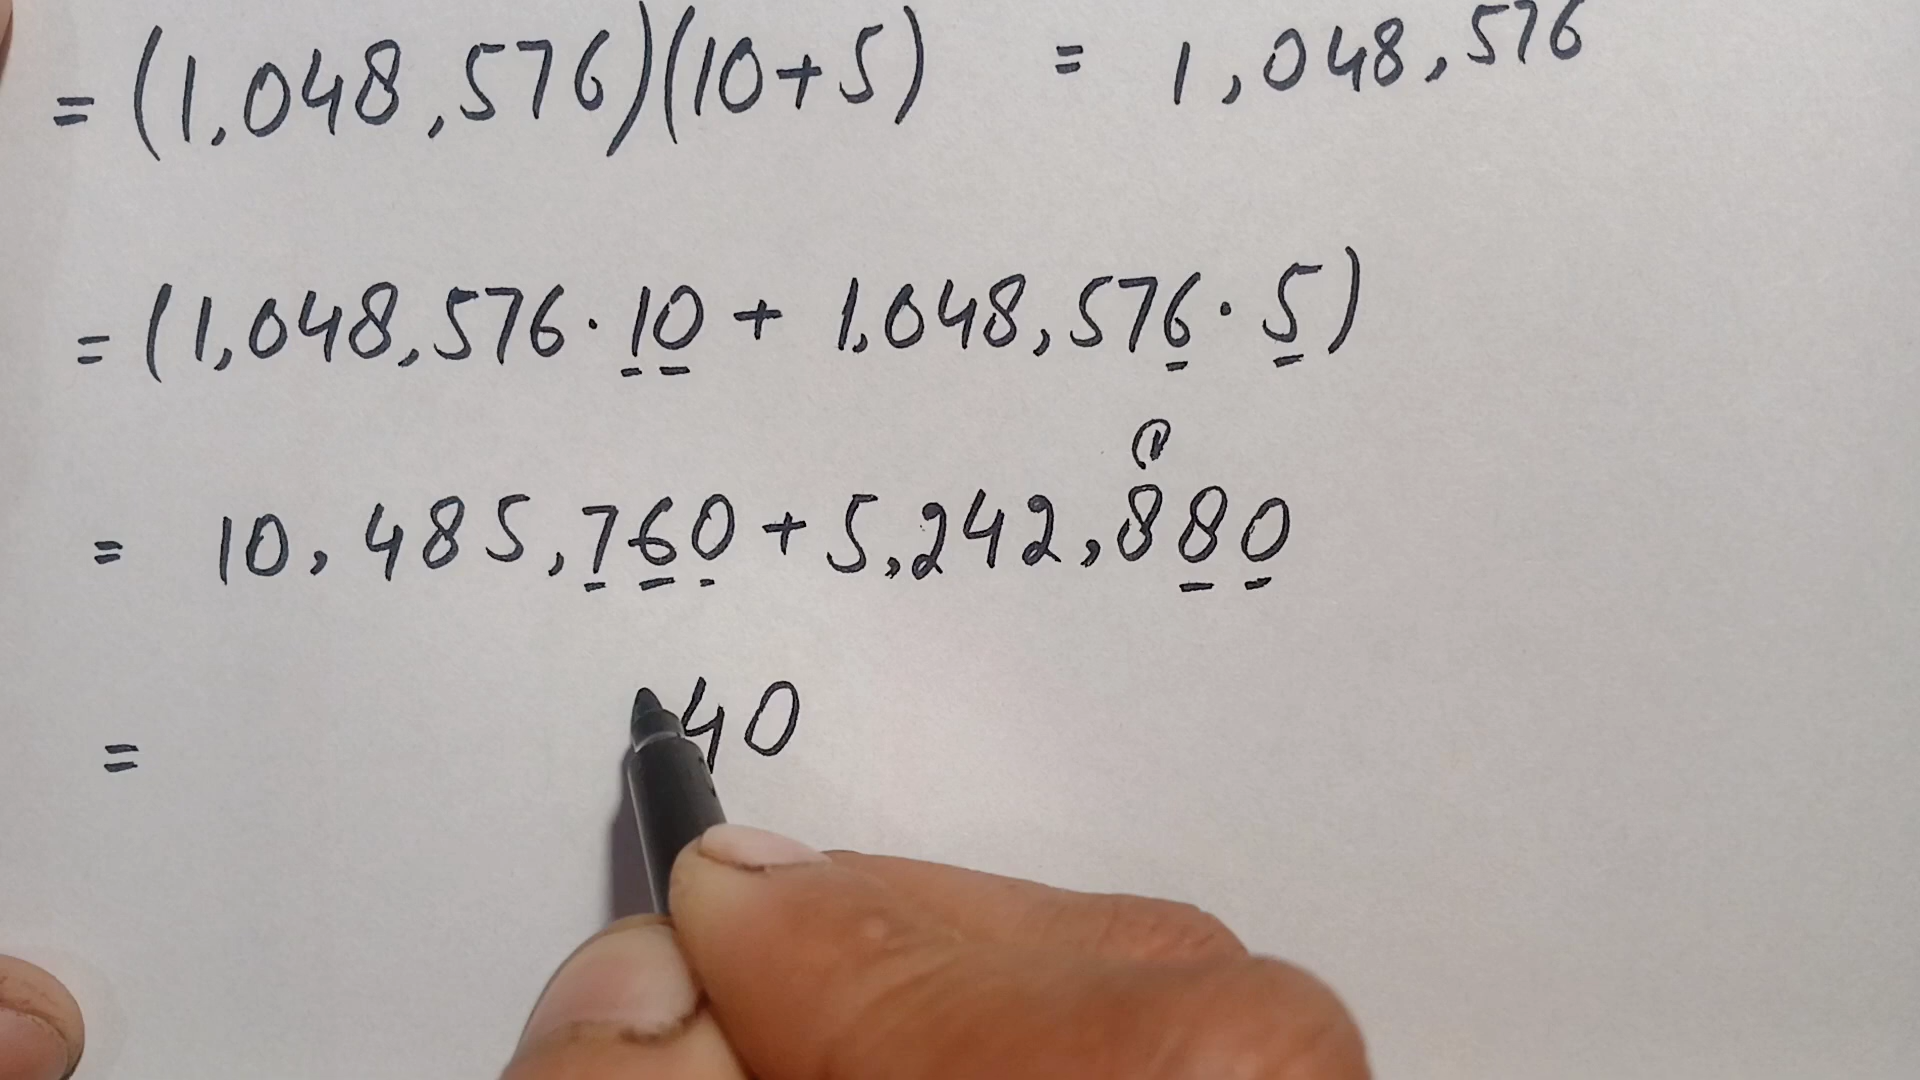 = (1,048,576)(10+5) = 1,048,576
= (1,048,576·10 + 1,048,576·5)
1
= 10,485,760 + 5,242,880
= 40